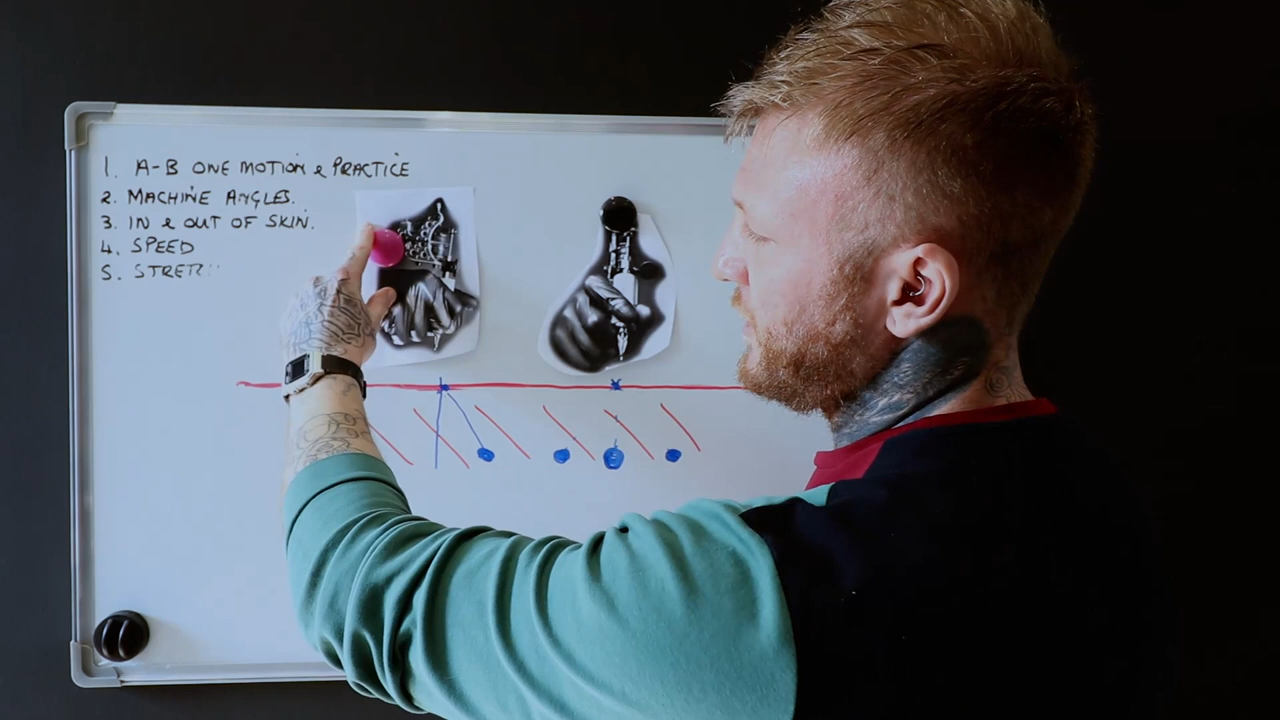 1. A-B ONE MOTION & PRACTICE
2. MACHINE ANGLES.
3. IN & OUT OF SKIN.
4. SPEED